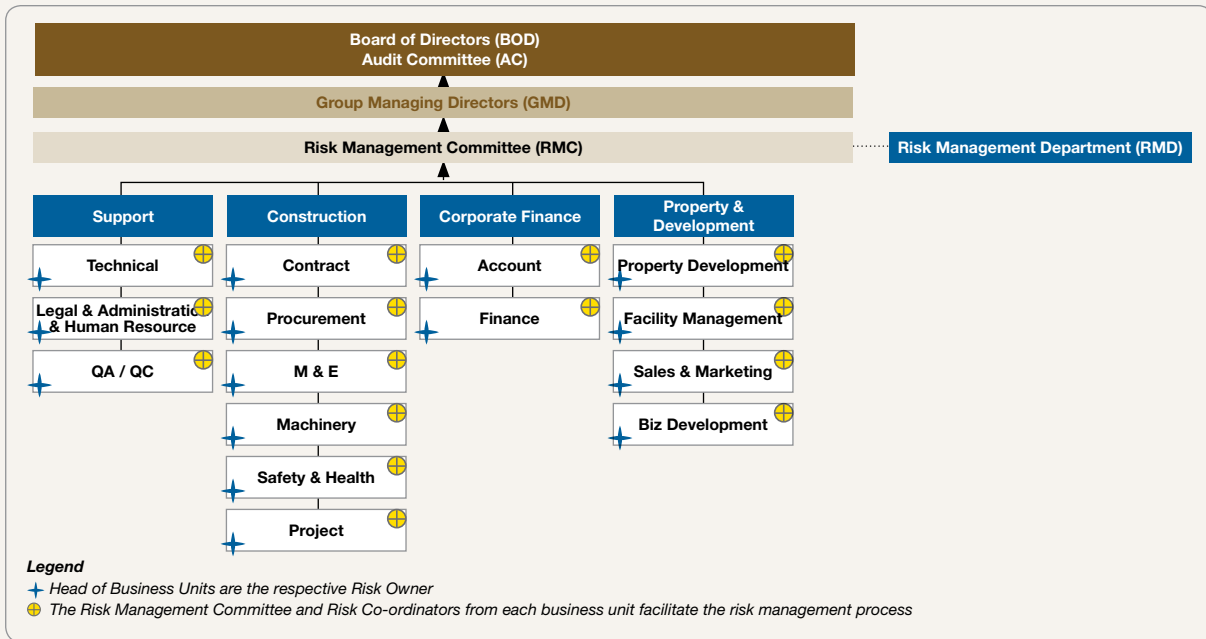 Board of Directors (BOD)
Audit Committee (AC)
Group Managing Directors (GMD)
Risk Management Committee (RMC)
Risk Management Department (RMD)
Support
Construction
Corporate Finance
Property &
Development
Technical
Contract
Account
Property Development
Legal & Administratio
& Human Resource
Procurement
Finance
Facility Management
QA / QC
M & E
Sales & Marketing
Machinery
Biz Development
Safety & Health
Project
Legend
Head of Business Units are the respective Risk Owner
The Risk Management Committee and Risk Co-ordinators from each business unit facilitate the risk management process